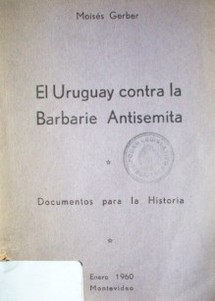 Moisés Gerber
El Uruguay contra la
Barbarie Antisemita
*
Documentos para la Historia
*
Enero 1960
Montevideo